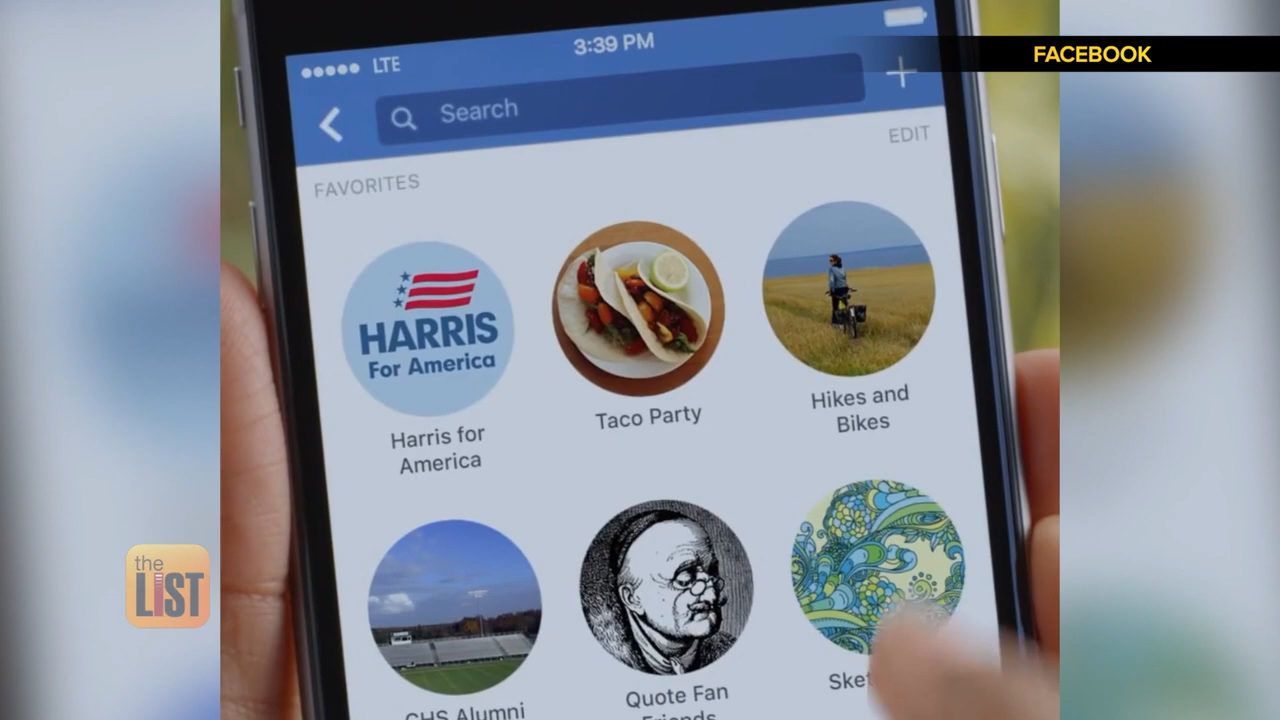 FACEBOOK
LTE
3:39 PM
Search
FAVORITES
EDIT
HARRIS
For America
Harris for
America
Taco Party
Hikes and
Bikes
CHS Alumni
Quote Fan
Friends
the
LIST